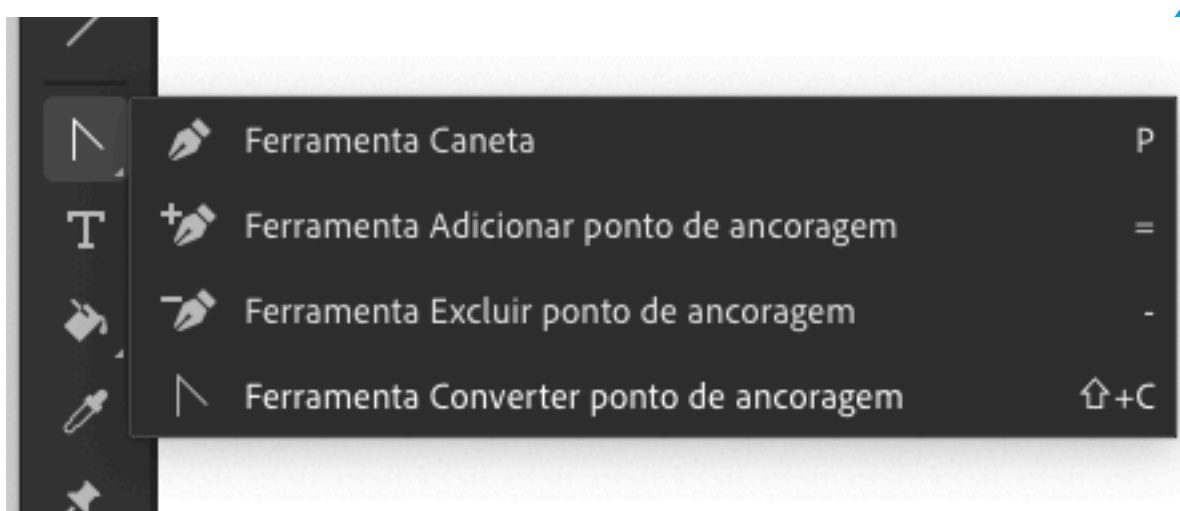 Ferramenta Caneta P
T Ferramenta Adicionar ponto de ancoragem =
Ferramenta Excluir ponto de ancoragem -
Ferramenta Converter ponto de ancoragem ⇧+C